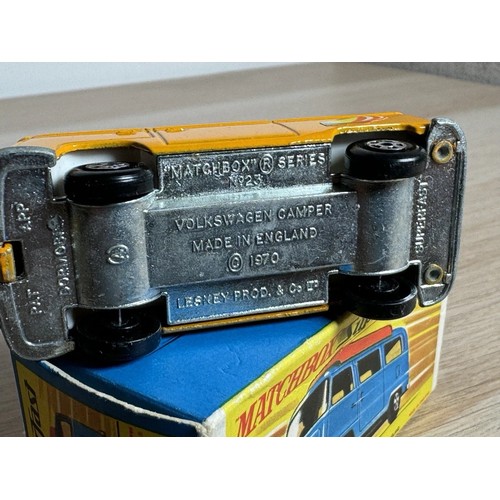 "MATCHBOX" ® SERIES
No 23
VOLKSWAGEN CAMPER
MADE IN ENGLAND
© 1970
LESNEY PROD. & Co LTD
SUPERFAST
PAT APP
MATCHBOX